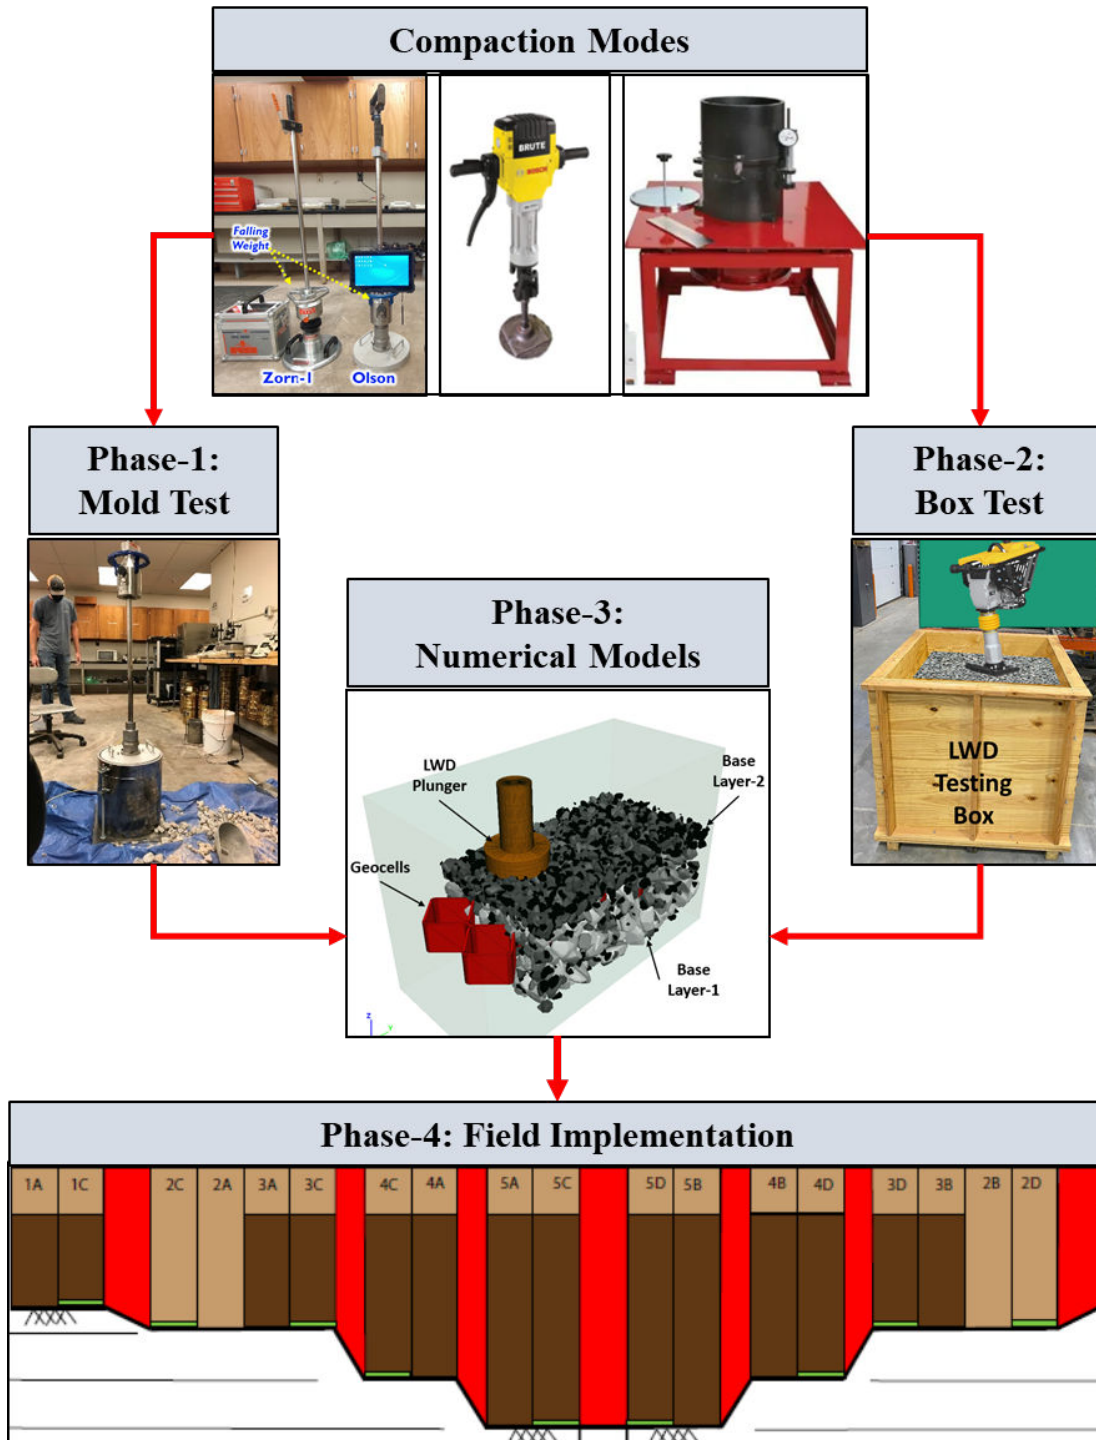 Compaction Modes
Falling
Weight
Zorn-1
Olson
BRUTE
BOSCH
Phase-1:
Mold Test
Phase-2:
Box Test
Phase-3:
Numerical Models
LWD
Plunger
Base
Layer-2
Geocells
Base
Layer-1
z
y
LWD
Testing
Box
Phase-4: Field Implementation
1A 1C 2C 2A 3A 3C 4C 4A 5A 5C 5D 5B 4B 4D 3D 3B 2B 2D